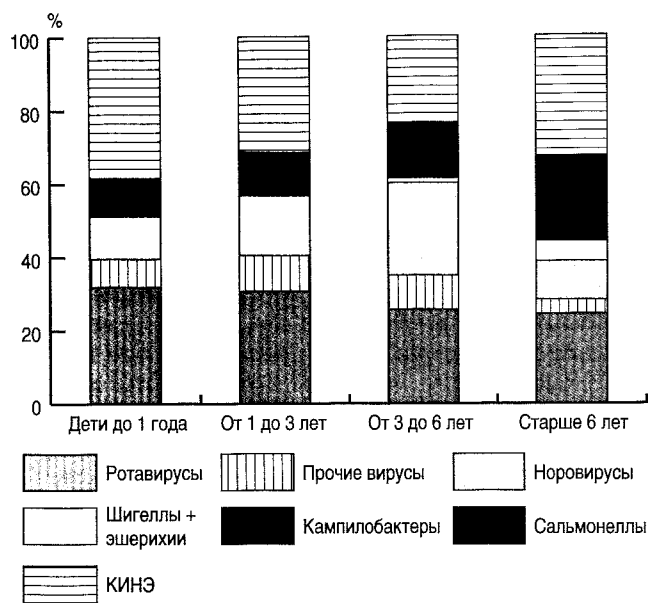 %
100
80
60
40
20
0
Дети до 1 года От 1 до 3 лет От 3 до 6 лет Старше 6 лет
Ротавирусы Прочие вирусы Норовирусы
Шигеллы +
эшерихии
Кампилобактеры Сальмонеллы
КИНЭ